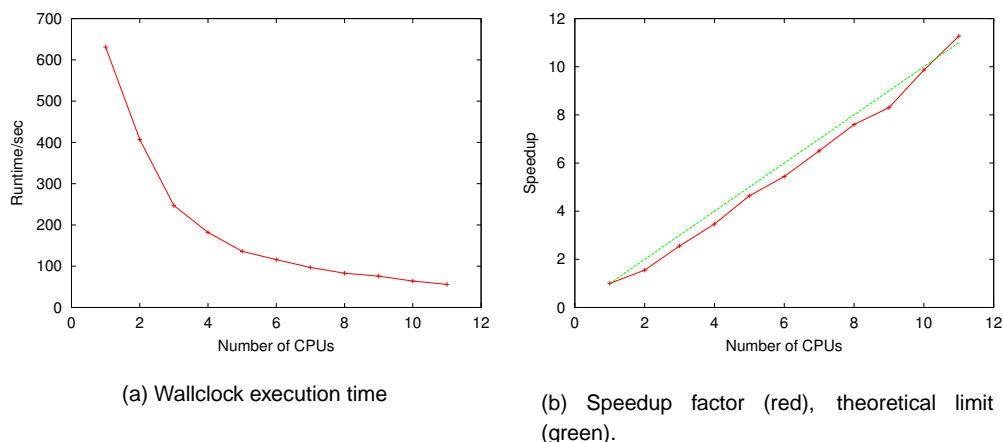 700
600
500
400
300
200
100
0
Runtime/sec
0 2 4 6 8 10 12
Number of CPUs
(a) Wallclock execution time
12
10
8
6
4
2
0
Speedup
0 2 4 6 8 10 12
Number of CPUs
(b) Speedup factor (red), theoretical limit
(green).